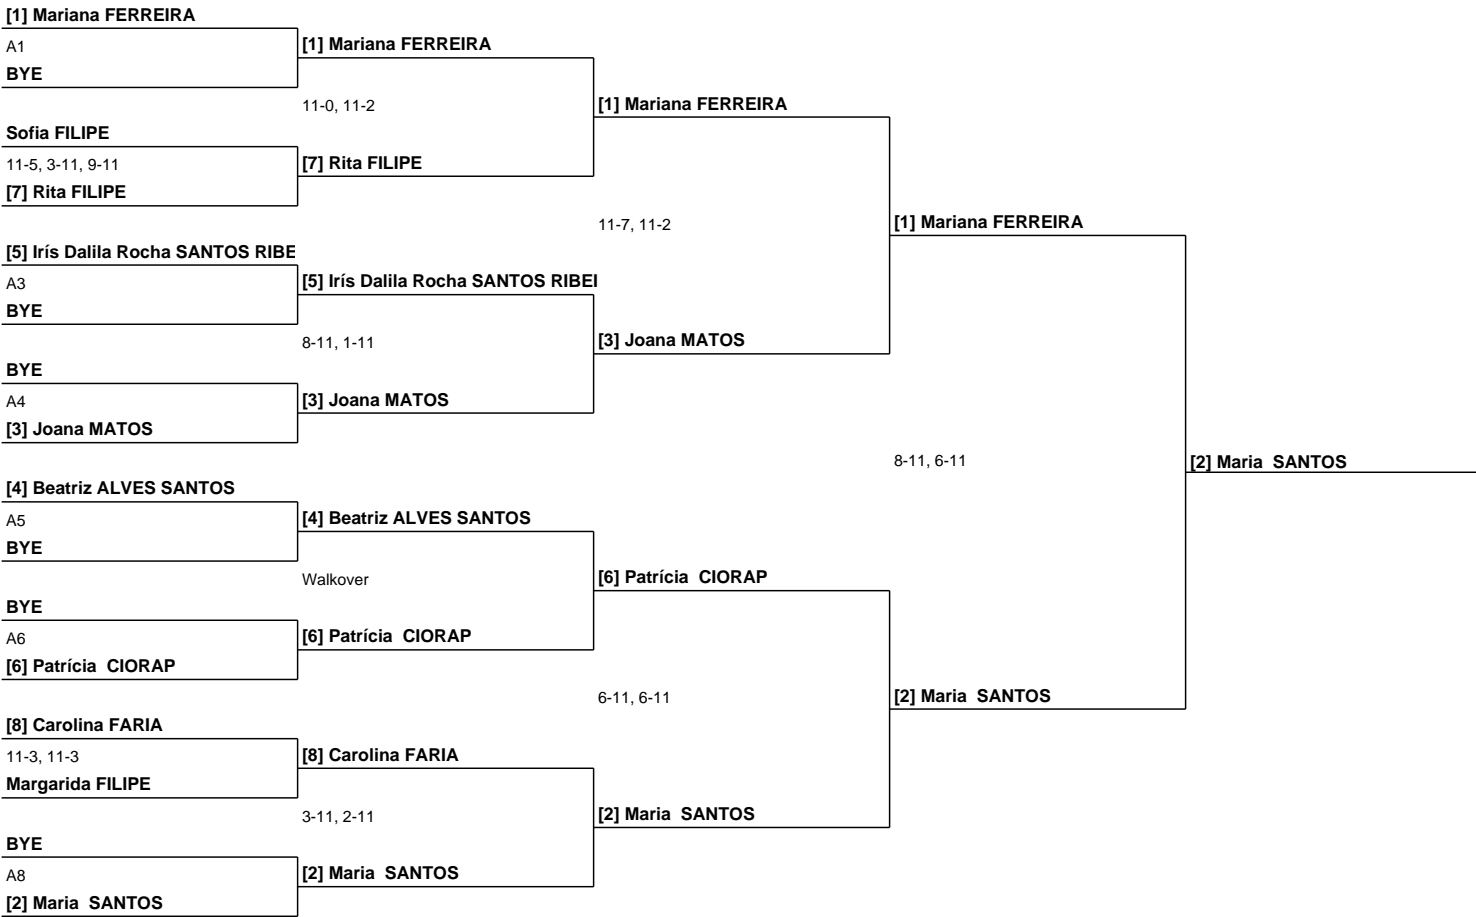 [1] Mariana FERREIRA
A1
BYE
Sofia FILIPE
11-5, 3-11, 9-11
[7] Rita FILIPE
[5] Irís Dalila Rocha SANTOS RIBE
A3
BYE
BYE
A4
[3] Joana MATOS
[4] Beatriz ALVES SANTOS
A5
BYE
BYE
A6
[6] Patrícia CIORAP
[8] Carolina FARIA
11-3, 11-3
Margarida FILIPE
BYE
A8
[2] Maria SANTOS
[1] Mariana FERREIRA
11-0, 11-2
[7] Rita FILIPE
[5] Irís Dalila Rocha SANTOS RIBEI
8-11, 1-11
[3] Joana MATOS
[4] Beatriz ALVES SANTOS
Walkover
[6] Patrícia CIORAP
[8] Carolina FARIA
3-11, 2-11
[2] Maria SANTOS
[1] Mariana FERREIRA
11-7, 11-2
[3] Joana MATOS
[6] Patrícia CIORAP
6-11, 6-11
[2] Maria SANTOS
[1] Mariana FERREIRA
8-11, 6-11
[2] Maria SANTOS
[2] Maria SANTOS